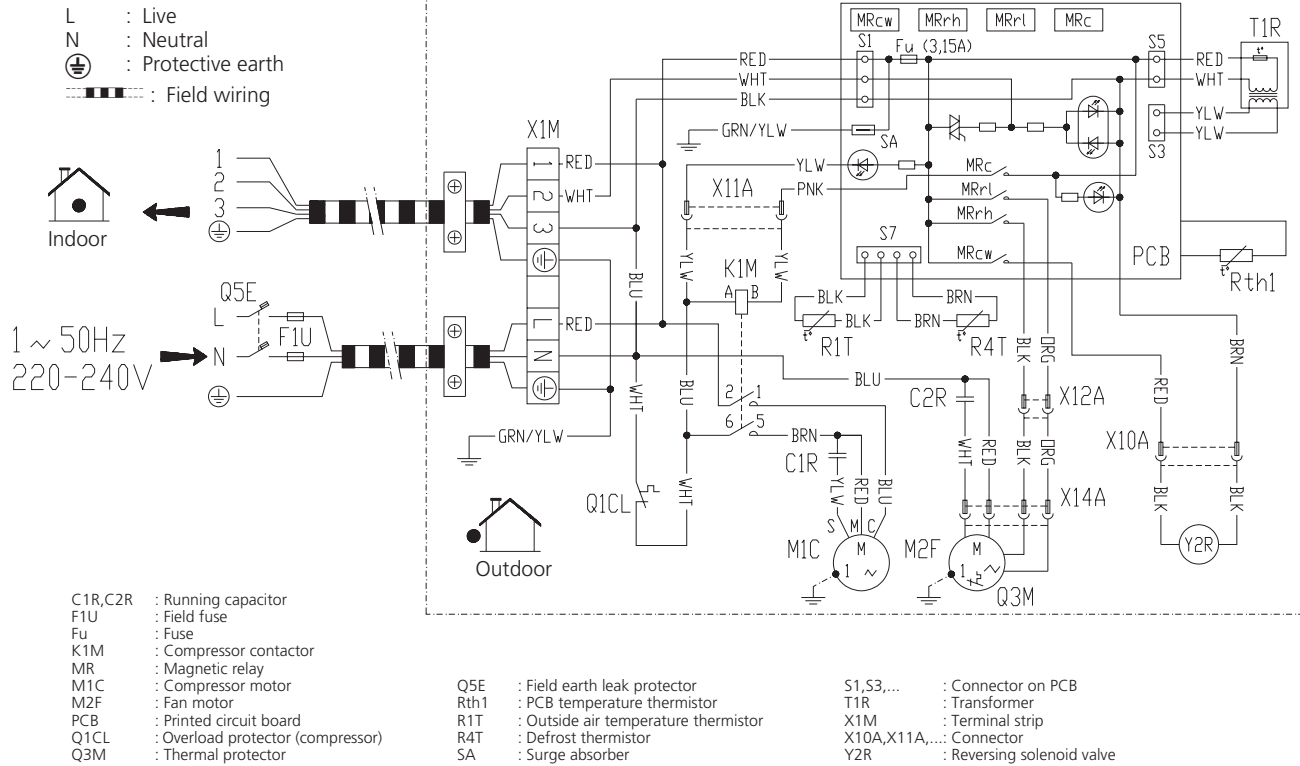 L : Live
N : Neutral
: Protective earth
: Field wiring
MRcw MRrh MRrl MRc
S1 Fu (3,15A) S5 T1R
t°
RED RED
WHT WHT
BLK
YLW
YLW
S3
X1M
GRN/YLW
SA
1 RED
2 WHT
3
1
2
3
Indoor
YLW
X11A
PNK
MRc
MRrl
MRrh
MRcw
S7
PCB
t°
Rth1
YLW
K1M
A B
YLW
BLU
BLK
BLK
t°
R1T
BRN
BRN
t°
R4T
Q5E
L
N
F1U
1 ~ 50Hz
220-240V
L RED
N
BLK
ORG
BRN
WHT
BLU
BLU
C2R
X12A
RED
X10A
2 1
6 5
GRN/YLW
BRN
C1R
WHT
RED
BLK
ORG
Q1CL
WHT
YLW
RED
BLU
X14A
BLK
BLK
Outdoor
S M C
M1C
M
1 ~
M2F
M
1 ~
Q3M
Y2R
C1R,C2R : Running capacitor
F1U : Field fuse
Fu : Fuse
K1M : Compressor contactor
MR : Magnetic relay
M1C : Compressor motor
M2F : Fan motor
PCB : Printed circuit board
Q1CL : Overload protector (compressor)
Q3M : Thermal protector
Q5E : Field earth leak protector
Rth1 : PCB temperature thermistor
R1T : Outside air temperature thermistor
R4T : Defrost thermistor
SA : Surge absorber
S1,S3,... : Connector on PCB
T1R : Transformer
X1M : Terminal strip
X10A,X11A,...: Connector
Y2R : Reversing solenoid valve